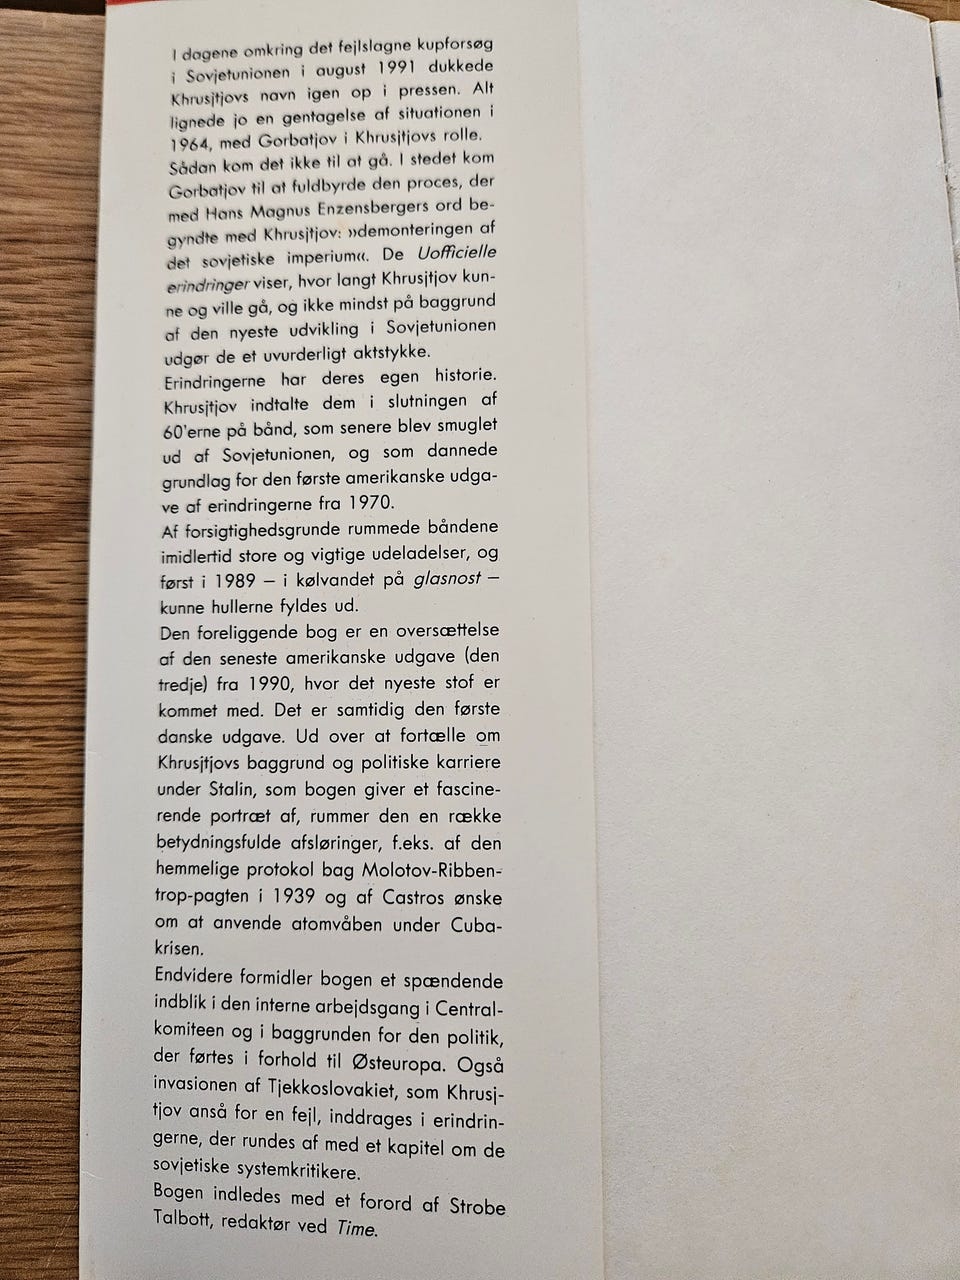 I dagene omkring det fejlslagne kupforsøg
i Sovjetunionen i august 1991 dukkede
Khrusjtjovs navn igen op i pressen. Alt
lignede jo en gentagelse af situationen i
1964, med Gorbatjov i Khrusjtjovs rolle.
Sådan kom det ikke til at gå. I stedet kom
Gorbatjov til at fuldbyrde den proces, der
med Hans Magnus Enzensbergers ord be-
gyndte med Khrusjtjov: »demonteringen af
det sovjetiske imperium«. De Uofficielle
erindringer viser, hvor langt Khrusjtjov kun-
ne og ville gå, og ikke mindst på baggrund
af den nyeste udvikling i Sovjetunionen
udgør de et uvurderligt aktstykke.
Erindringerne har deres egen historie.
Khrusjtjov indtalte dem i slutningen af
60'erne på bånd, som senere blev smuglet
ud af Sovjetunionen, og som dannede
grundlag for den første amerikanske udga-
ve af erindringerne fra 1970.
Af forsigtighedsgrunde rummede båndene
imidlertid store og vigtige udeladelser, og
først i 1989 – i kølvandet på glasnost –
kunne hullerne fyldes ud.
Den foreliggende bog er en oversættelse
af den seneste amerikanske udgave (den
tredje) fra 1990, hvor det nyeste stof er
kommet med. Det er samtidig den første
danske udgave. Ud over at fortælle om
Khrusjtjovs baggrund og politiske karriere
under Stalin, som bogen giver et fascine-
rende portræt af, rummer den en række
betydningsfulde afsløringer, f.eks. af den
hemmelige protokol bag Molotov-Ribben-
trop-pagten i 1939 og af Castros ønske
om at anvende atomvåben under Cuba-
krisen.
Endvidere formidler bogen et spændende
indblik i den interne arbejdsgang i Central-
komiteen og i baggrunden for den politik,
der førtes i forhold til Østeuropa. Også
invasionen af Tjekkoslovakiet, som Khrusj-
tjov anså for en fejl, inddrages i erindrin-
gerne, der rundes af med et kapitel om de
sovjetiske systemkritikere.
Bogen indledes med et forord af Strobe
Talbott, redaktør ved Time.